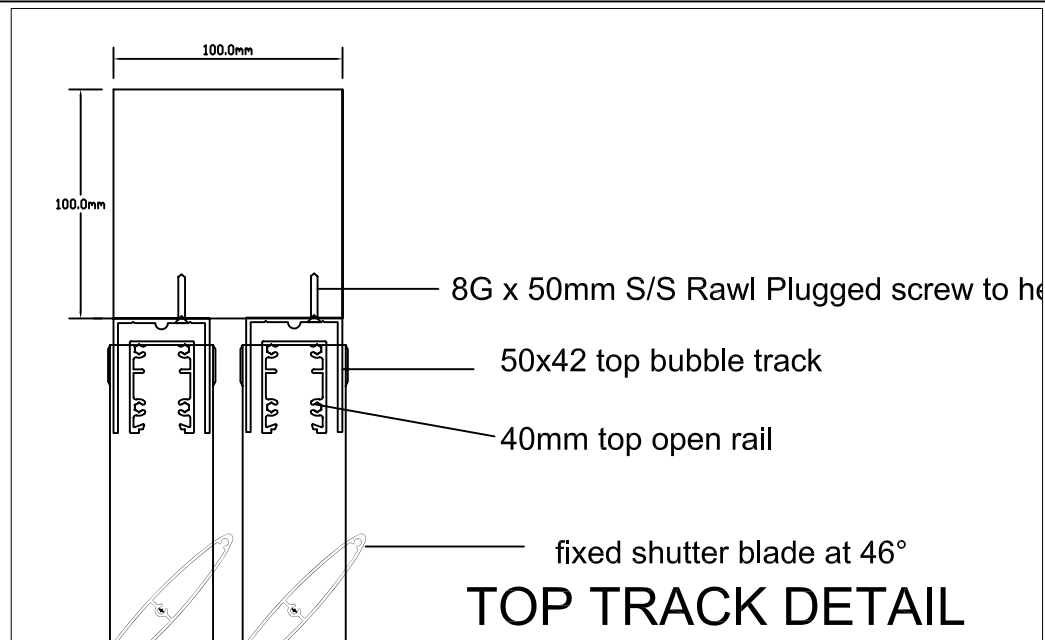 100.0mm
100.0mm
8G x 50mm S/S Rawl Plugged screw to
50x42 top bubble track
40mm top open rail
fixed shutter blade at 46°
TOP TRACK DETAIL